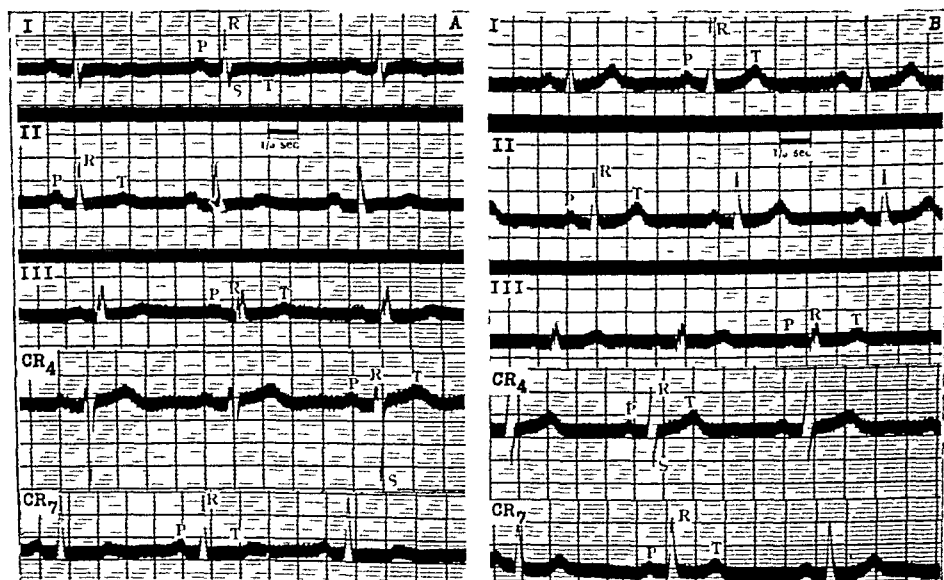 I P R A
S T
II 1/5 sec
P R T
III P R T
CR₄ P R T
S
CR₇ P R T
I P R T B
II 1/5 sec
P R T
III P R T
CR₄ P R T
S
CR₇ P R T